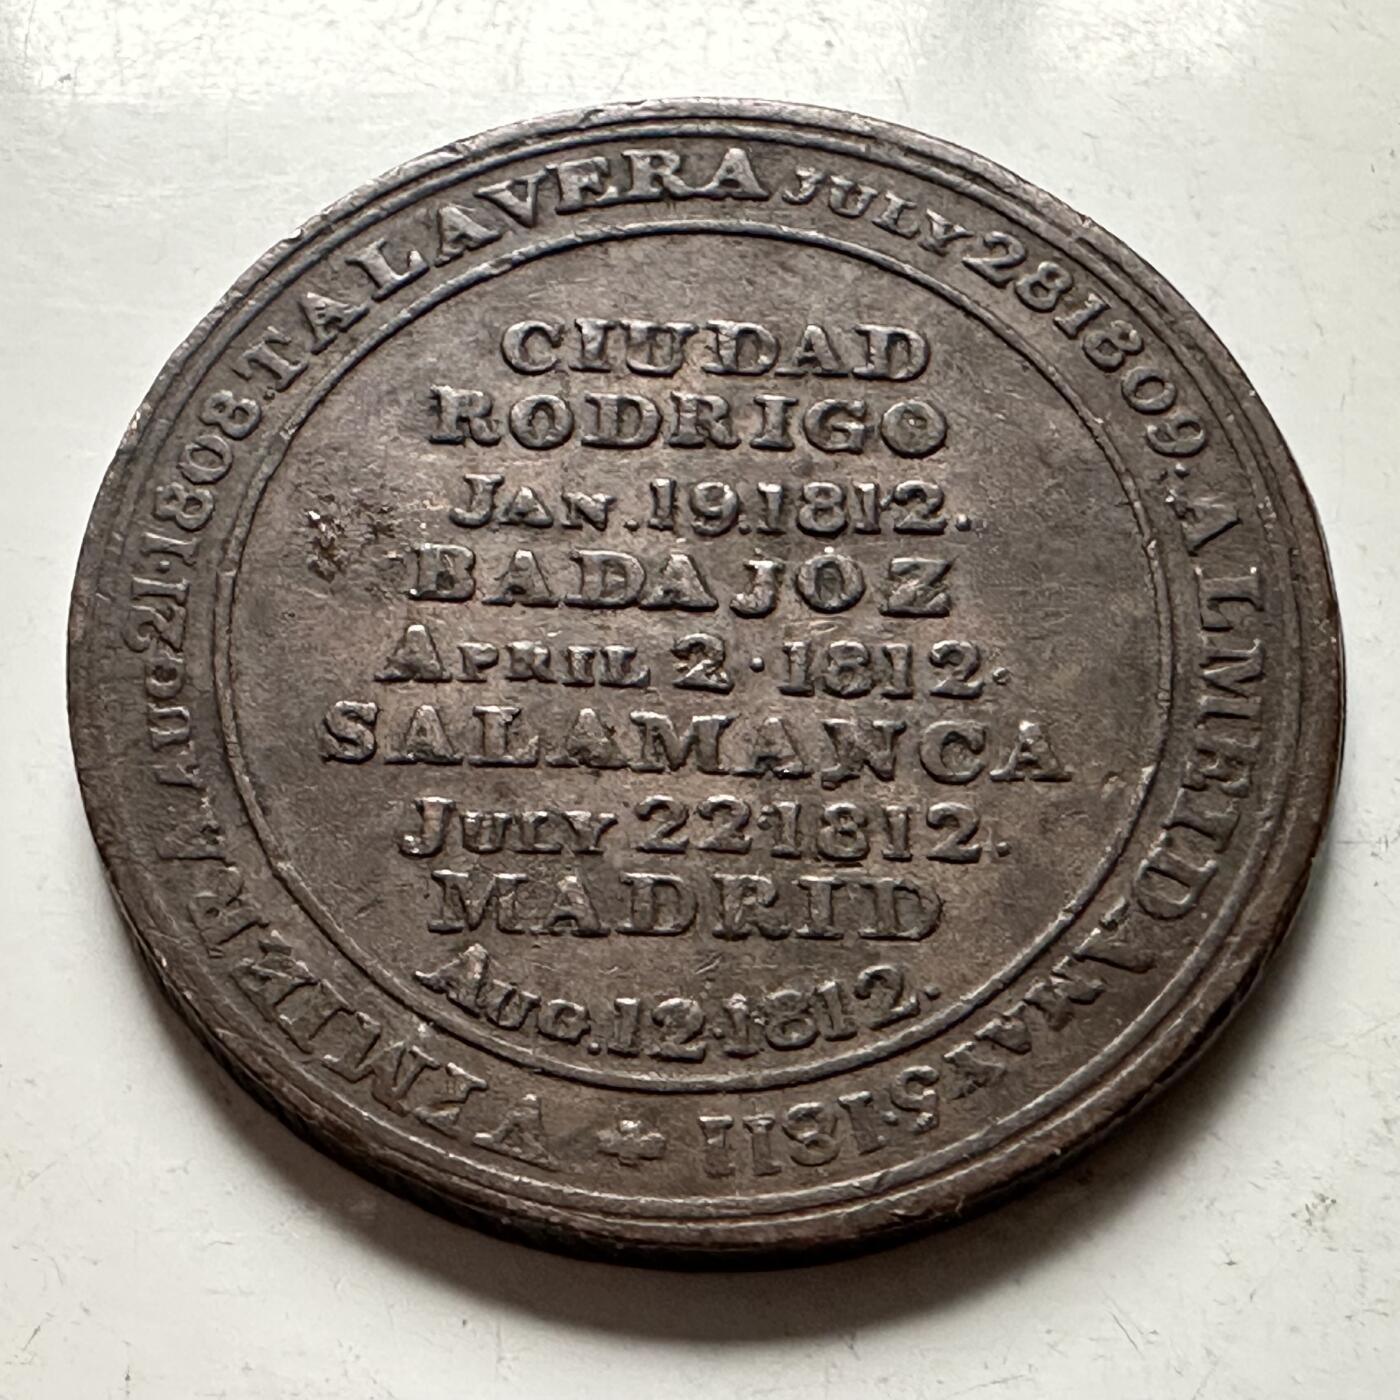 VIMIERA AUG 21·1808.TALAVERA JULY 28·1809.ALMEIDA MAY 5·1811
CIUDAD
RODRIGO
JAN.19.1812.
BADAJOZ
APRIL 2·1812.
SALAMANCA
JULY 22·1812.
MADRID
AUG.12·1812.